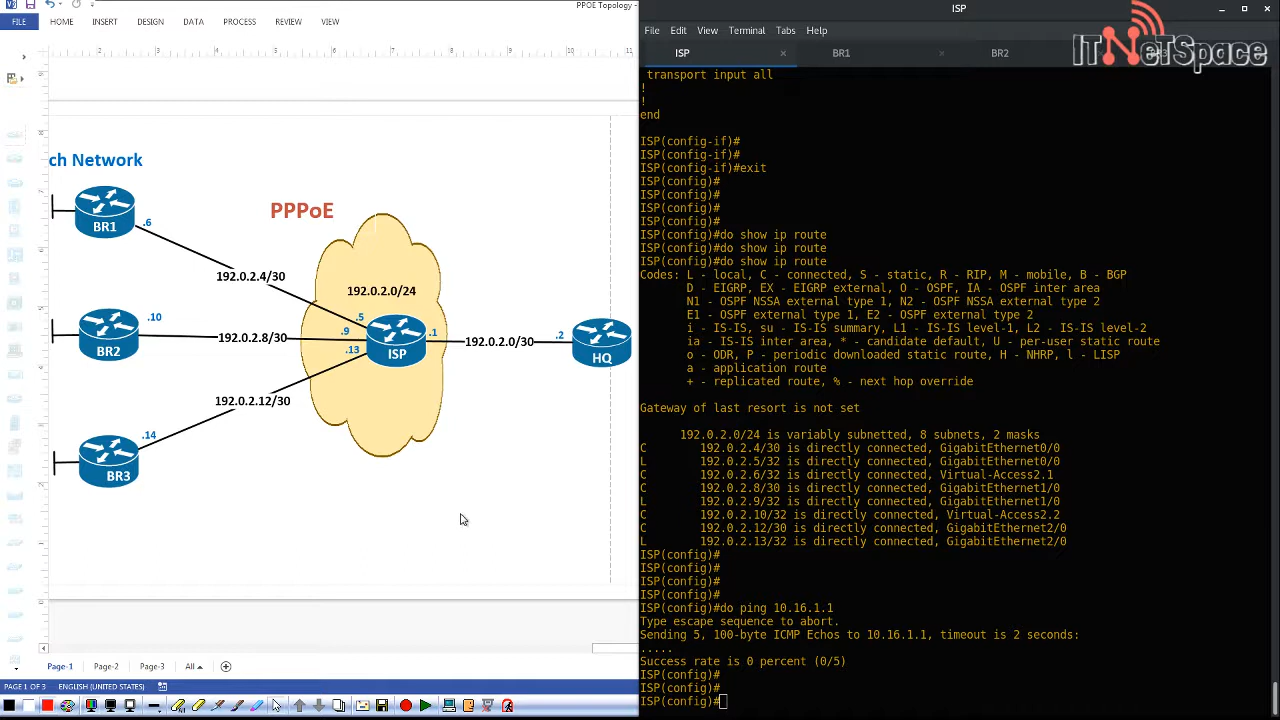 PPOE Topology -
FILE HOME INSERT DESIGN DATA PROCESS REVIEW VIEW
ch Network
BR1
.6
PPPoE
192.0.2.4/30
192.0.2.0/24
.5
.10
.9
.1
.2
BR2
192.0.2.8/30
ISP
192.0.2.0/30
HQ
.13
192.0.2.12/30
.14
BR3
Page-1 Page-2 Page-3 All
PAGE 1 OF 3 ENGLISH (UNITED STATES)
ISP
File Edit View Terminal Tabs Help
ISP BR1 BR2
ITNetSpace
transport input all
!
!
end
ISP(config-if)#
ISP(config-if)#
ISP(config-if)#exit
ISP(config)#
ISP(config)#
ISP(config)#
ISP(config)#
ISP(config)#do show ip route
ISP(config)#do show ip route
ISP(config)#do show ip route
Codes: L - local, C - connected, S - static, R - RIP, M - mobile, B - BGP
D - EIGRP, EX - EIGRP external, O - OSPF, IA - OSPF inter area
N1 - OSPF NSSA external type 1, N2 - OSPF NSSA external type 2
E1 - OSPF external type 1, E2 - OSPF external type 2
i - IS-IS, su - IS-IS summary, L1 - IS-IS level-1, L2 - IS-IS level-2
ia - IS-IS inter area, * - candidate default, U - per-user static route
o - ODR, P - periodic downloaded static route, H - NHRP, l - LISP
a - application route
+ - replicated route, % - next hop override
Gateway of last resort is not set
192.0.2.0/24 is variably subnetted, 8 subnets, 2 masks
C 192.0.2.4/30 is directly connected, GigabitEthernet0/0
L 192.0.2.5/32 is directly connected, GigabitEthernet0/0
C 192.0.2.6/32 is directly connected, Virtual-Access2.1
C 192.0.2.8/30 is directly connected, GigabitEthernet1/0
L 192.0.2.9/32 is directly connected, GigabitEthernet1/0
C 192.0.2.10/32 is directly connected, Virtual-Access2.2
C 192.0.2.12/30 is directly connected, GigabitEthernet2/0
L 192.0.2.13/32 is directly connected, GigabitEthernet2/0
ISP(config)#
ISP(config)#
ISP(config)#
ISP(config)#
ISP(config)#do ping 10.16.1.1
Type escape sequence to abort.
Sending 5, 100-byte ICMP Echos to 10.16.1.1, timeout is 2 seconds:
.....
Success rate is 0 percent (0/5)
ISP(config)#
ISP(config)#
ISP(config)#